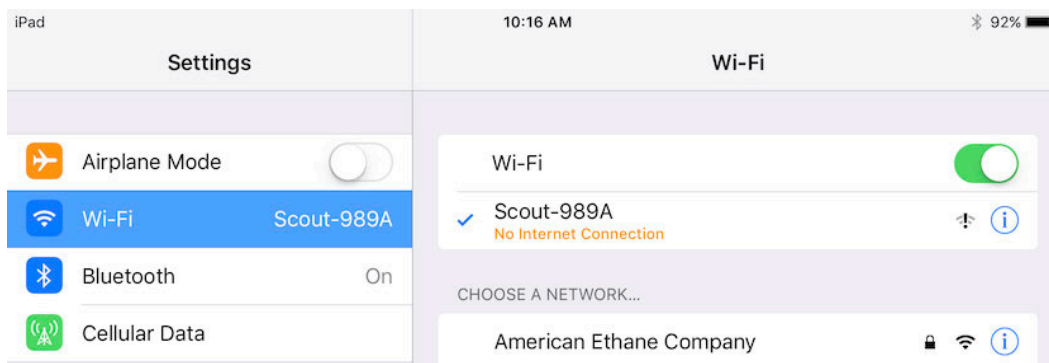 iPad 10:16 AM 92%
Settings
Wi-Fi
Airplane Mode
Wi-Fi Scout-989A
Bluetooth On
Cellular Data
Wi-Fi
Scout-989A
No Internet Connection
CHOOSE A NETWORK...
American Ethane Company